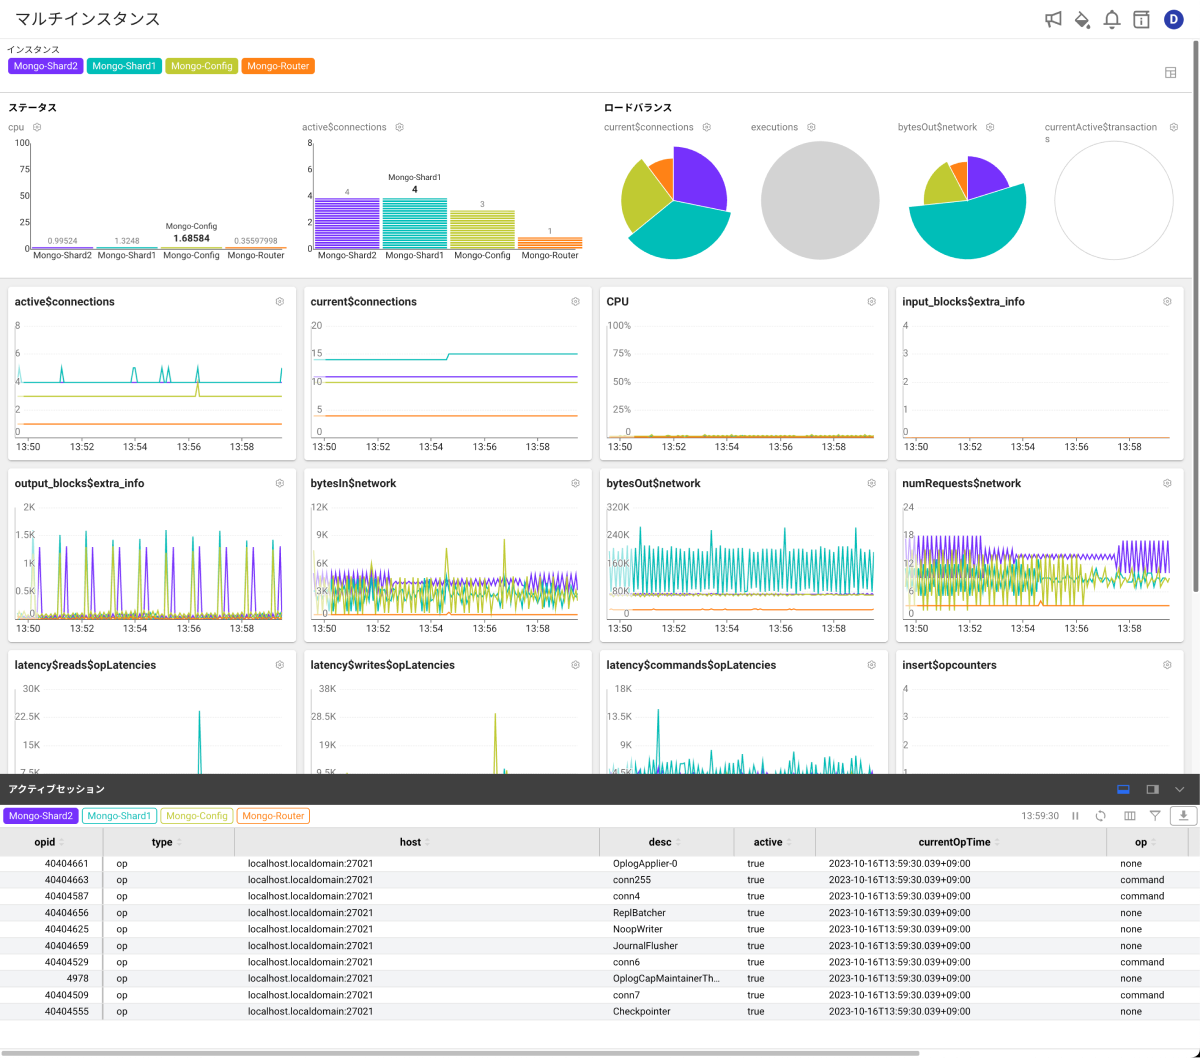 マルチインスタンス
D
インスタンス
Mongo-Shard2 Mongo-Shard1 Mongo-Config Mongo-Router
ステータス
cpu
100
75
50
25
0
0.99524
1.3248
Mongo-Config
1.68584
0.35597998
Mongo-Shard2 Mongo-Shard1 Mongo-Config Mongo-Router
active$connections
8
6
4
2
0
4
Mongo-Shard1
4
3
1
Mongo-Shard2 Mongo-Shard1 Mongo-Config Mongo-Router
ロードバランス
current$connections
executions
bytesOut$network
currentActive$transaction
s
active$connections
8
6
4
2
0
13:50 13:52 13:54 13:56 13:58
current$connections
20
15
10
5
0
13:50 13:52 13:54 13:56 13:58
CPU
100%
75%
50%
25%
0
13:50 13:52 13:54 13:56 13:58
input_blocks$extra_info
4
3
2
1
0
13:50 13:52 13:54 13:56 13:58
output_blocks$extra_info
2K
1.5K
1K
0.5K
0
13:50 13:52 13:54 13:56 13:58
bytesIn$network
12K
9K
6K
3K
0
13:50 13:52 13:54 13:56 13:58
bytesOut$network
320K
240K
160K
80K
0
13:50 13:52 13:54 13:56 13:58
numRequests$network
24
18
12
6
0
13:50 13:52 13:54 13:56 13:58
latency$reads$opLatencies
30K
22.5K
15K
7.5K
latency$writes$opLatencies
38K
28.5K
19K
9.5K
latency$commands$opLatencies
18K
13.5K
9K
4.5K
insert$opcounters
4
3
2
1
アクティブセッション
Mongo-Shard2 Mongo-Shard1 Mongo-Config Mongo-Router
13:59:30
opid type host desc active currentOpTime op
40404661 op localhost.localdomain:27021 OplogApplier-0 true 2023-10-16T13:59:30.039+09:00 none
40404663 op localhost.localdomain:27021 conn255 true 2023-10-16T13:59:30.039+09:00 command
40404587 op localhost.localdomain:27021 conn4 true 2023-10-16T13:59:30.039+09:00 command
40404656 op localhost.localdomain:27021 ReplBatcher true 2023-10-16T13:59:30.039+09:00 none
40404625 op localhost.localdomain:27021 NoopWriter true 2023-10-16T13:59:30.039+09:00 none
40404659 op localhost.localdomain:27021 JournalFlusher true 2023-10-16T13:59:30.039+09:00 none
40404529 op localhost.localdomain:27021 conn6 true 2023-10-16T13:59:30.039+09:00 command
4978 op localhost.localdomain:27021 OplogCapMaintainerTh... true 2023-10-16T13:59:30.039+09:00 none
40404509 op localhost.localdomain:27021 conn7 true 2023-10-16T13:59:30.039+09:00 command
40404555 op localhost.localdomain:27021 Checkpointer true 2023-10-16T13:59:30.039+09:00 none